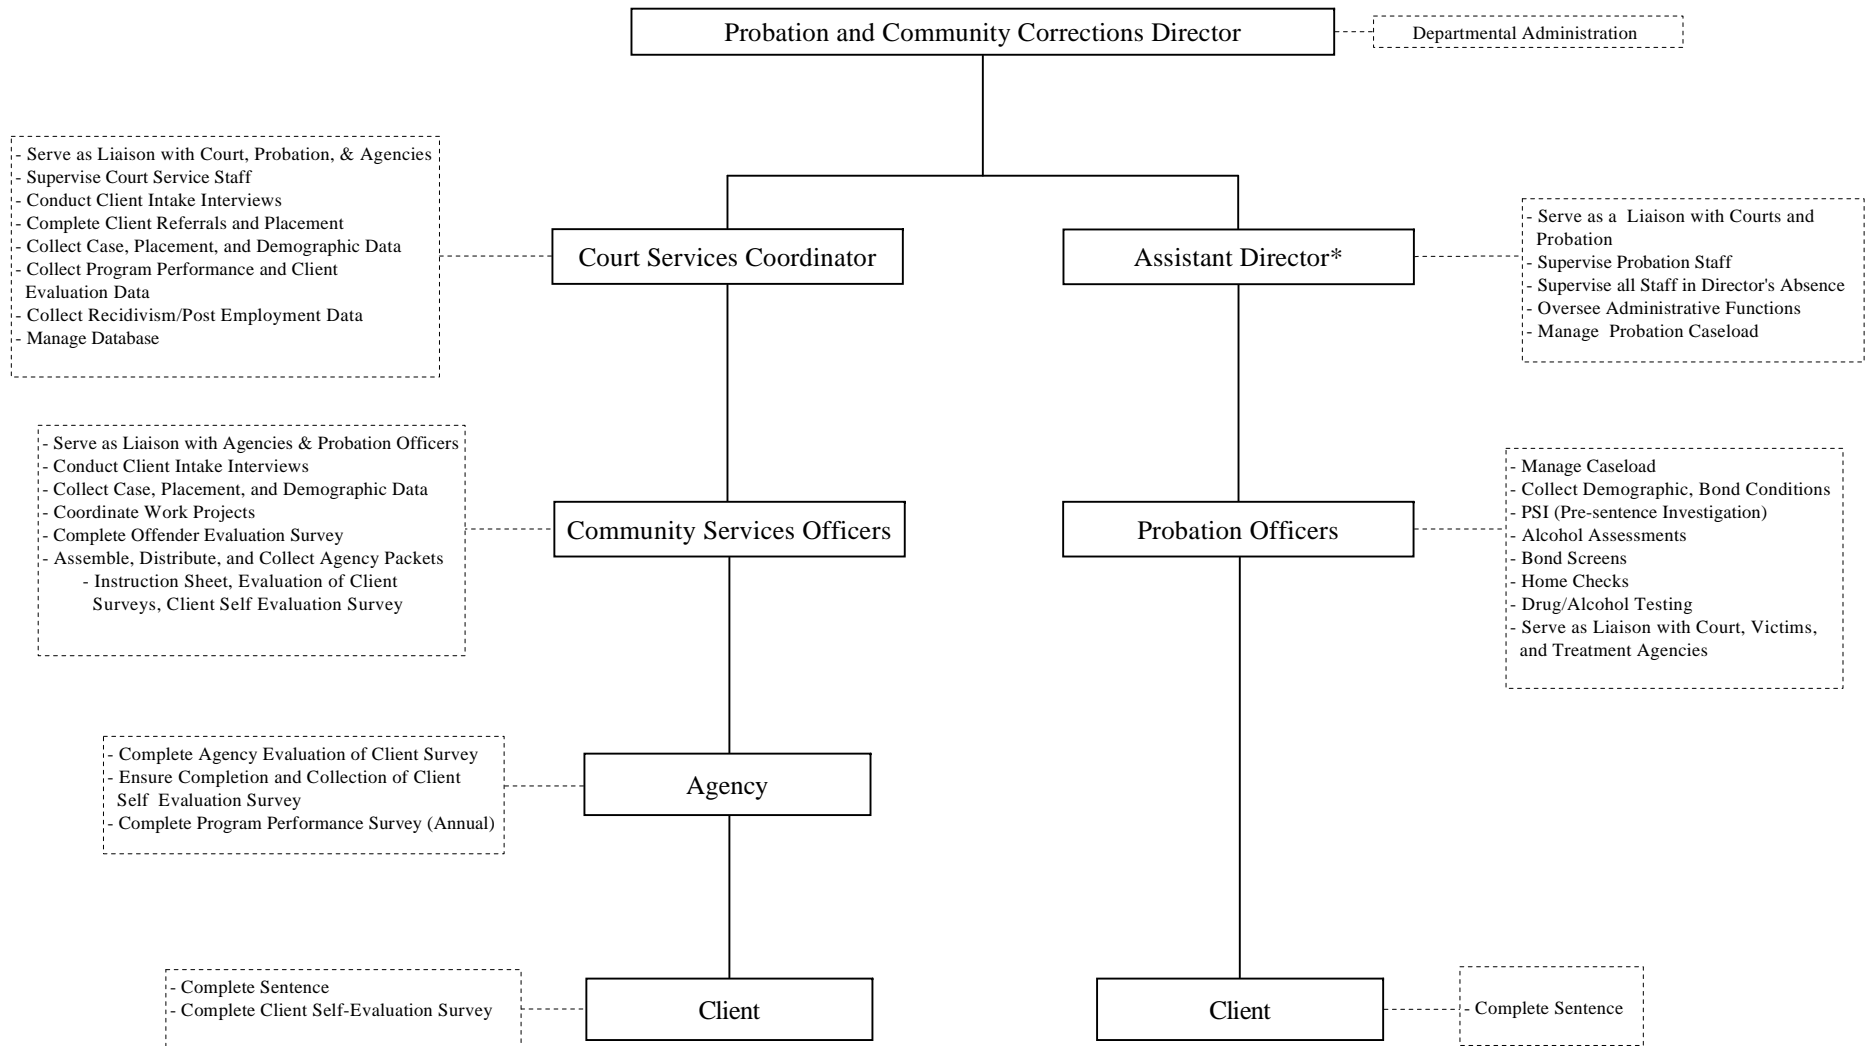 Probation and Community Corrections Director
Departmental Administration
- Serve as Liaison with Court, Probation, & Agencies
- Supervise Court Service Staff
- Conduct Client Intake Interviews
- Complete Client Referrals and Placement
- Collect Case, Placement, and Demographic Data
- Collect Program Performance and Client
Evaluation Data
- Collect Recidivism/Post Employment Data
- Manage Database
Court Services Coordinator
Assistant Director*
- Serve as a Liaison with Courts and
Probation
- Supervise Probation Staff
- Supervise all Staff in Director's Absence
- Oversee Administrative Functions
- Manage Probation Caseload
- Serve as Liaison with Agencies & Probation Officers
- Conduct Client Intake Interviews
- Collect Case, Placement, and Demographic Data
- Coordinate Work Projects
- Complete Offender Evaluation Survey
- Assemble, Distribute, and Collect Agency Packets
- Instruction Sheet, Evaluation of Client
Surveys, Client Self Evaluation Survey
Community Services Officers
Probation Officers
- Manage Caseload
- Collect Demographic, Bond Conditions
- PSI (Pre-sentence Investigation)
- Alcohol Assessments
- Bond Screens
- Home Checks
- Drug/Alcohol Testing
- Serve as Liaison with Court, Victims,
and Treatment Agencies
- Complete Agency Evaluation of Client Survey
- Ensure Completion and Collection of Client
Self Evaluation Survey
- Complete Program Performance Survey (Annual)
Agency
- Complete Sentence
- Complete Client Self-Evaluation Survey
Client
Client
- Complete Sentence